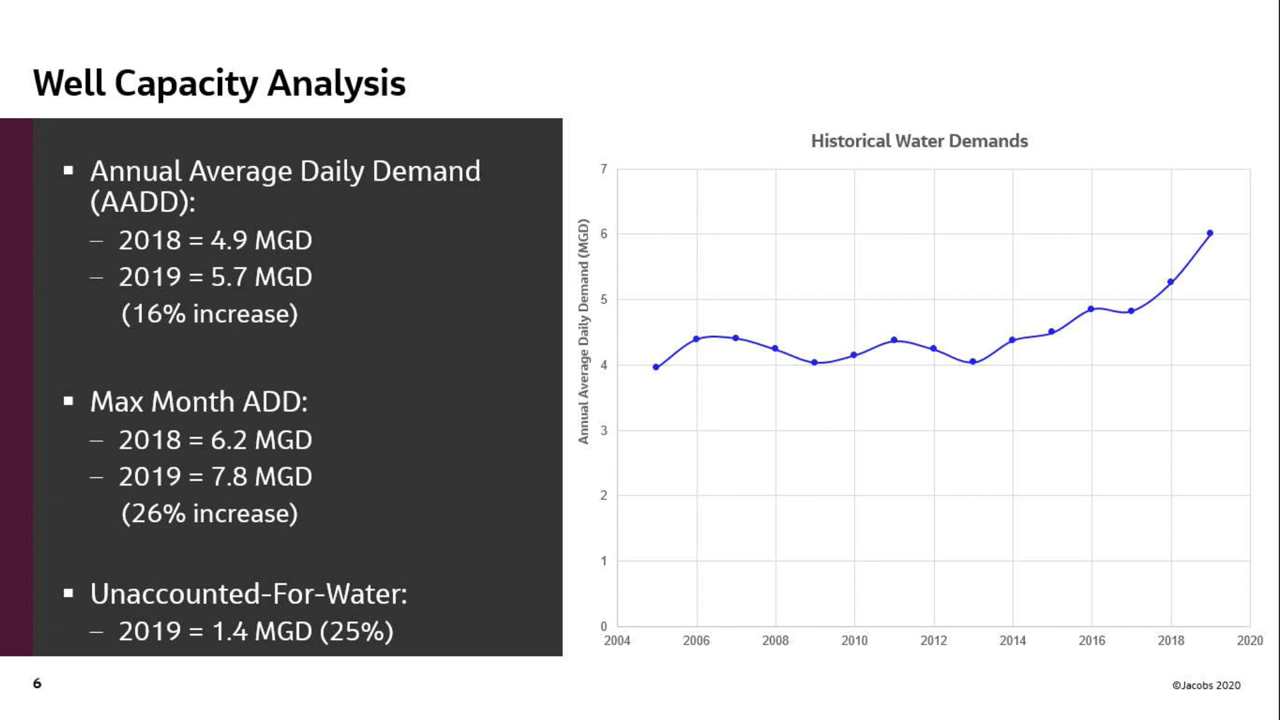 Well Capacity Analysis
▪ Annual Average Daily Demand
(AADD):
– 2018 = 4.9 MGD
– 2019 = 5.7 MGD
(16% increase)
▪ Max Month ADD:
– 2018 = 6.2 MGD
– 2019 = 7.8 MGD
(26% increase)
▪ Unaccounted-For-Water:
– 2019 = 1.4 MGD (25%)
Historical Water Demands
Annual Average Daily Demand (MGD)
7
6
5
4
3
2
1
0
2004 2006 2008 2010 2012 2014 2016 2018 2020
6
©Jacobs 2020